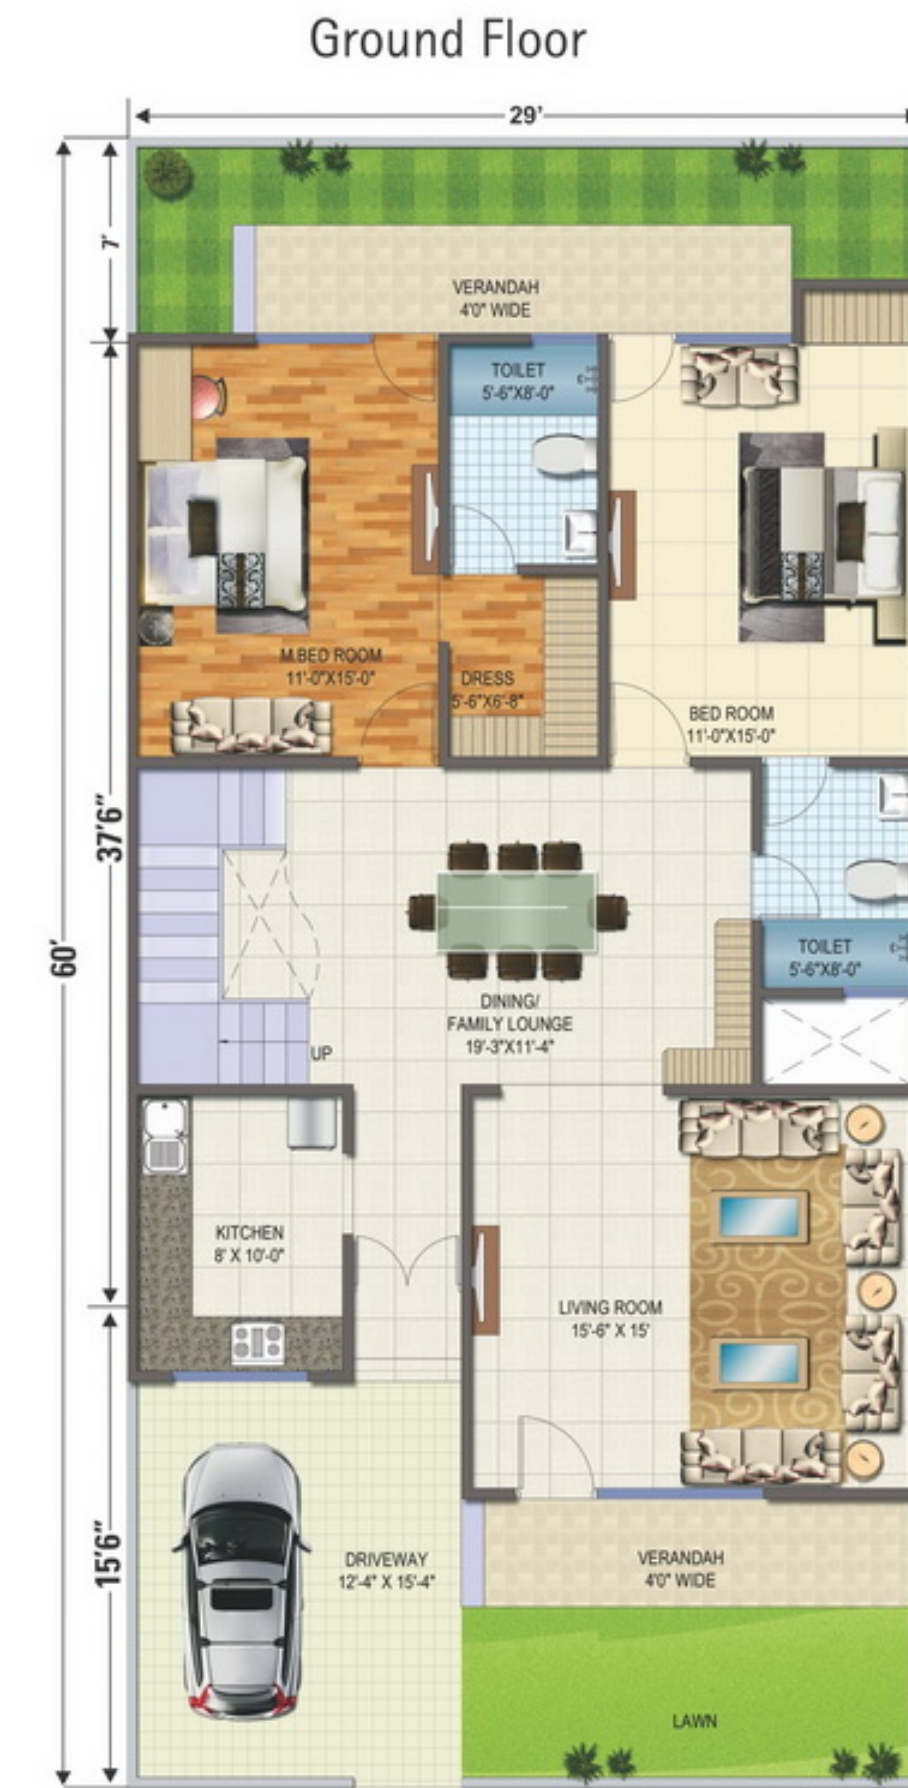 Ground Floor
29'
7'
VERANDAH
4'0" WIDE
TOILET
5'-6"X8'-0"
M.BED ROOM
11'-0"X15'-0"
DRESS
5'-6"X6'-8"
BED ROOM
11'-0"X15'-0"
37'6"
60'
TOILET
5'-6"X8'-0"
DINING/
FAMILY LOUNGE
19'-3"X11'-4"
UP
KITCHEN
8' X 10'-0"
LIVING ROOM
15'-6" X 15'
15'6"
DRIVEWAY
12'-4" X 15'-4"
VERANDAH
4'0" WIDE
LAWN